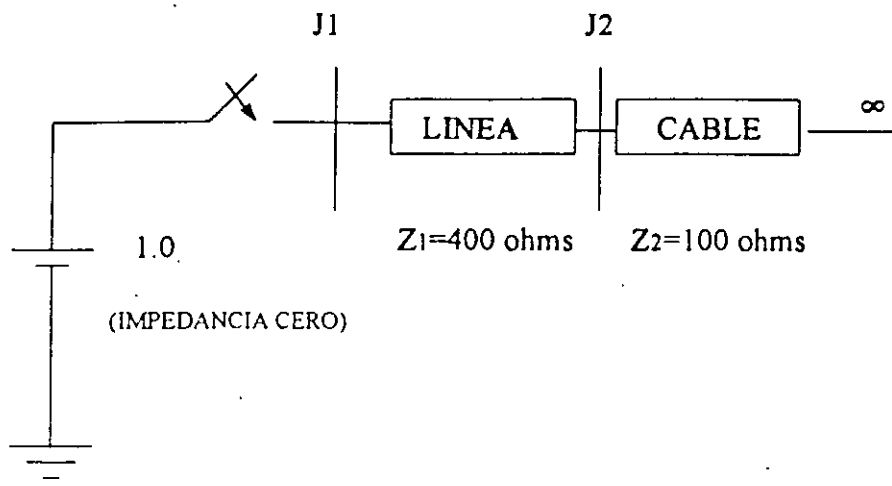 J1
J2
LINEA
CABLE
∞
1.0
Z1=400 ohms
Z2=100 ohms
(IMPEDANCIA CERO)